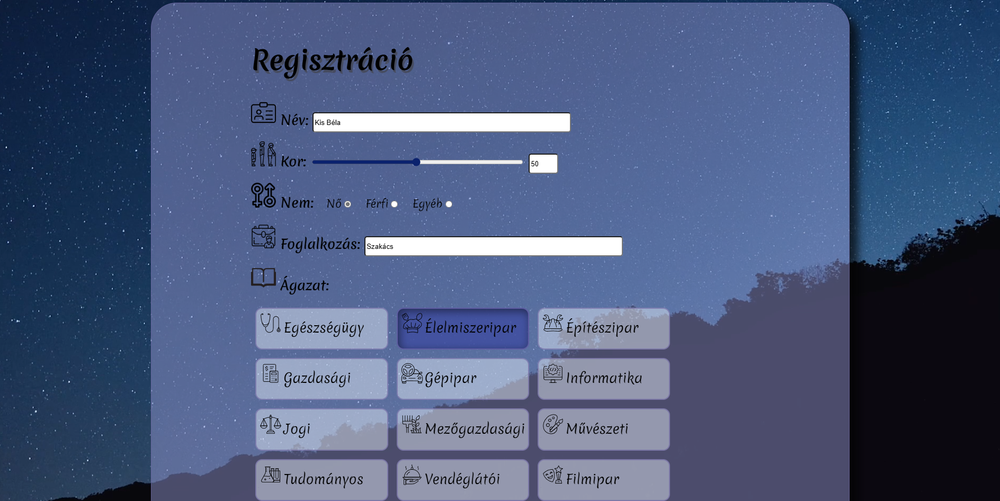 Regisztráció
Név: Kis Béla
Kor: 50
Nem: Nő Férfi Egyéb
Foglalkozás: Szakács
Ágazat:
Egészségügy Élelmiszeripar Építészipar
Gazdasági Gépipar Informatika
Jogi Mezőgazdasági Művészeti
Tudományos Vendéglátói Filmipar